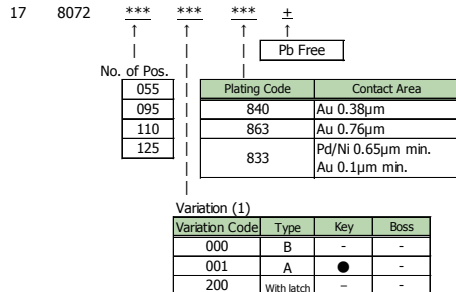 17 8072 *** *** *** +
Pb Free
No. of Pos.
055
095
110
125
Plating Code Contact Area
840 Au 0.38µm
863 Au 0.76µm
833 Pd/Ni 0.65µm min.
Au 0.1µm min.
Variation (1)
Variation Code Type Key Boss
000 B - -
001 A ● -
200 With latch – -